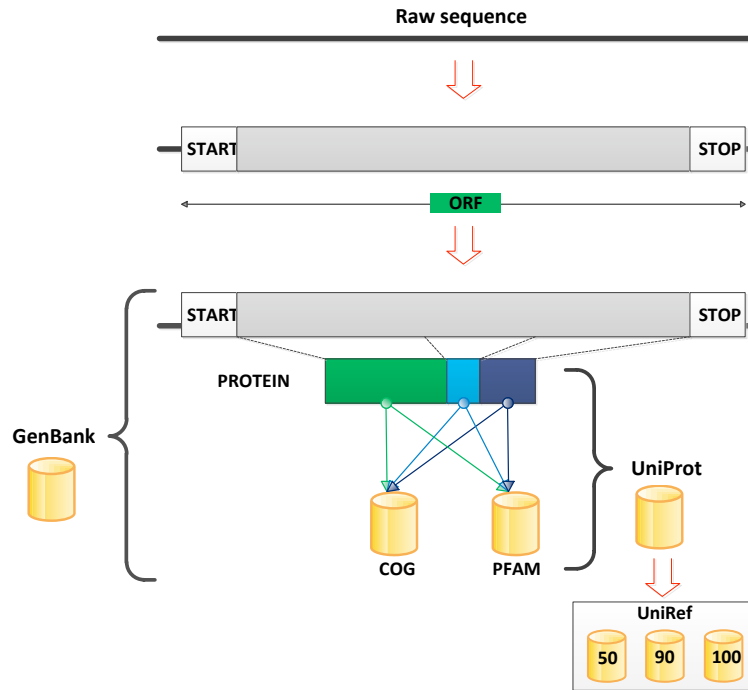 Raw sequence
START
STOP
ORF
START
STOP
PROTEIN
GenBank
UniProt
COG
PFAM
UniRef
50
90
100